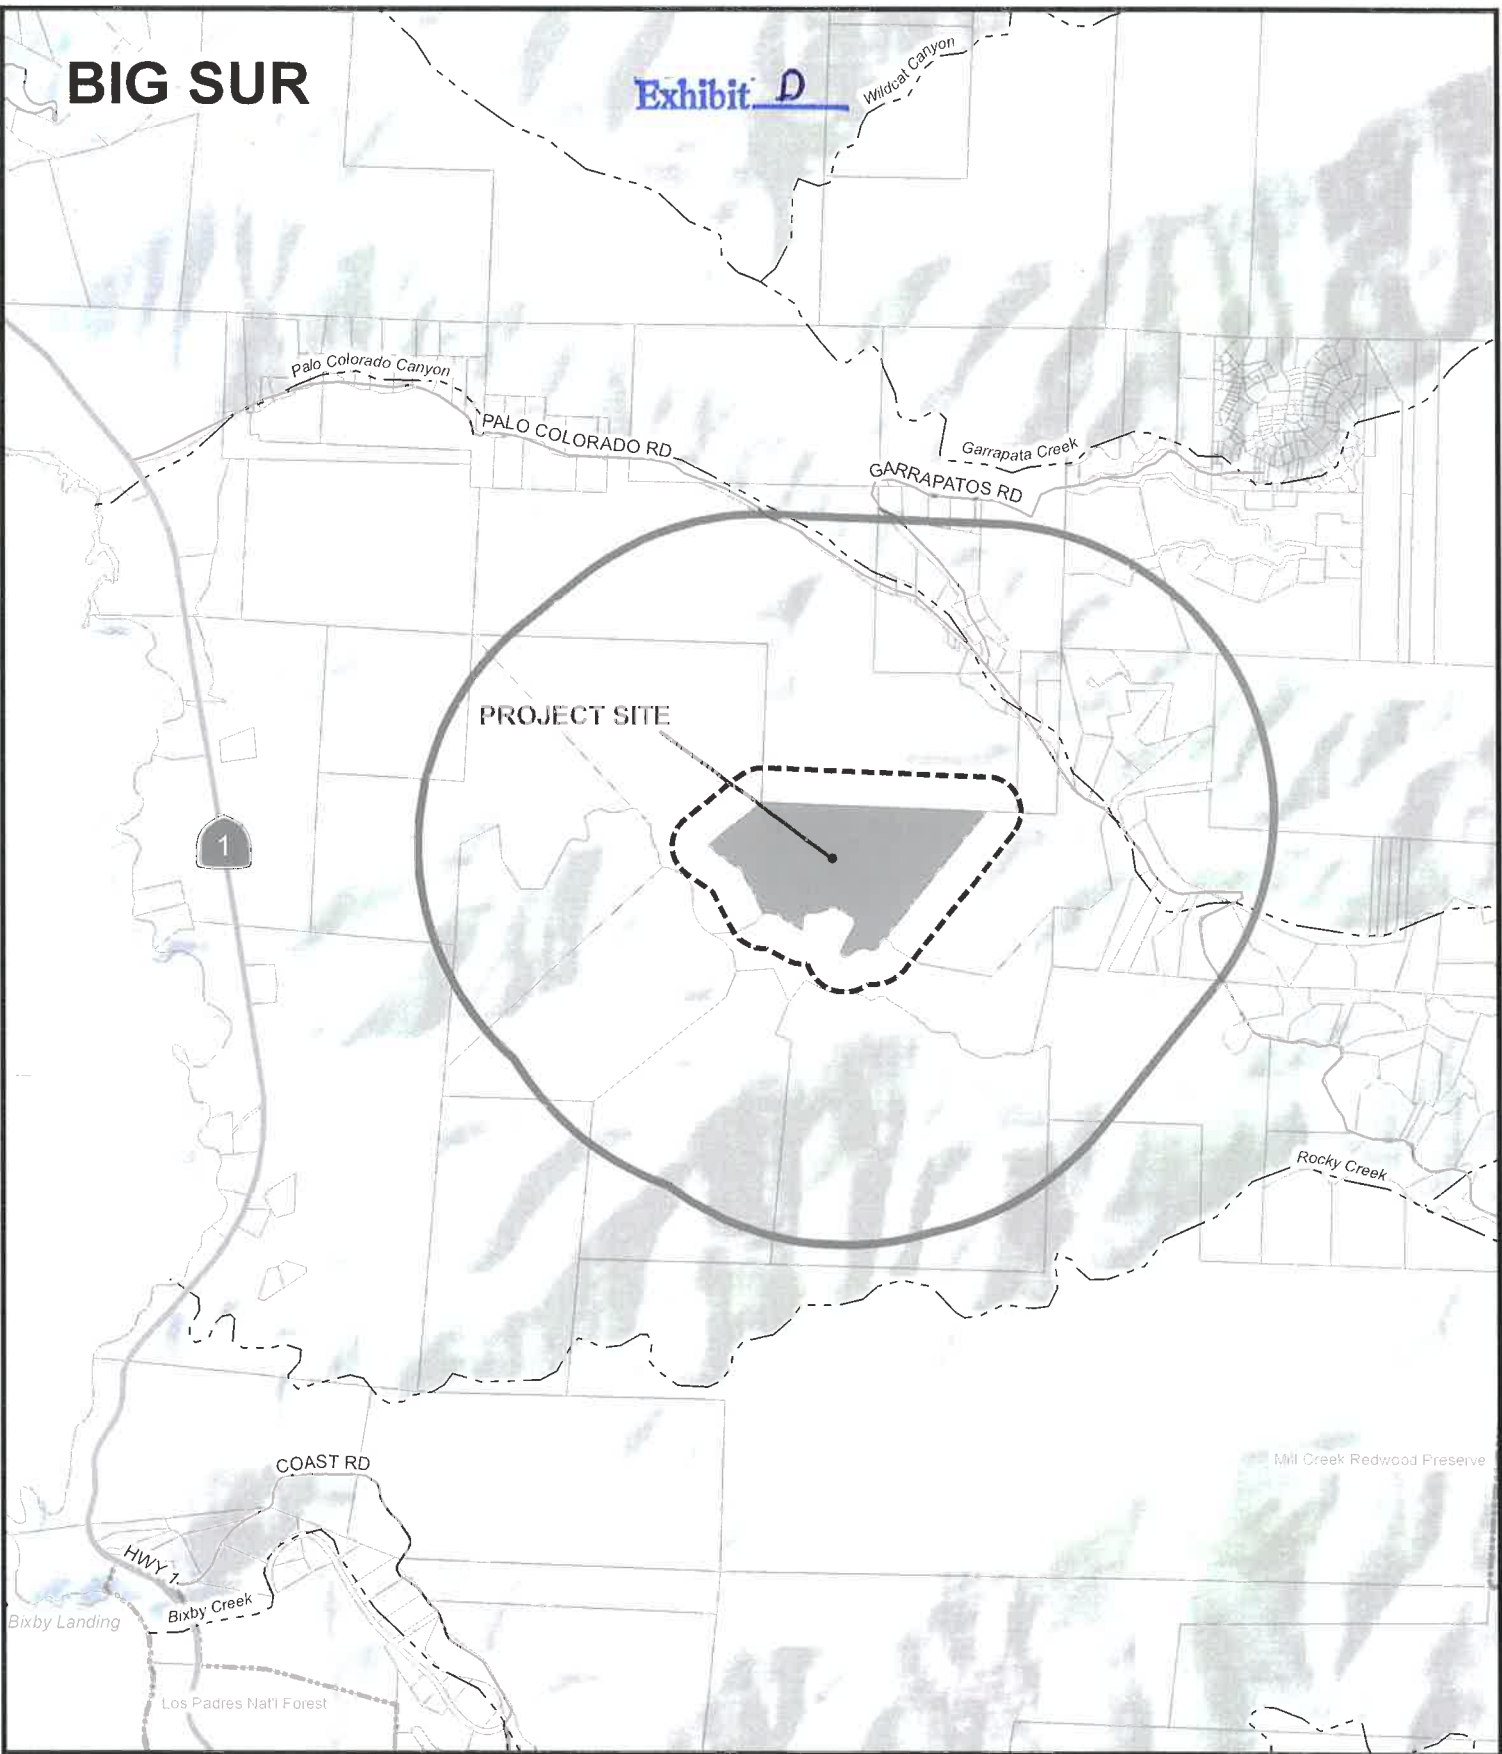 BIG SUR
Exhibit D
Wildcat Canyon
Palo Colorado Canyon
PALO COLORADO RD
Garrapata Creek
GARRAPATOS RD
PROJECT SITE
1
Rocky Creek
COAST RD
Mill Creek Redwood Preserve
HWY 1
Bixby Creek
Bixby Landing
Los Padres Nat'l Forest